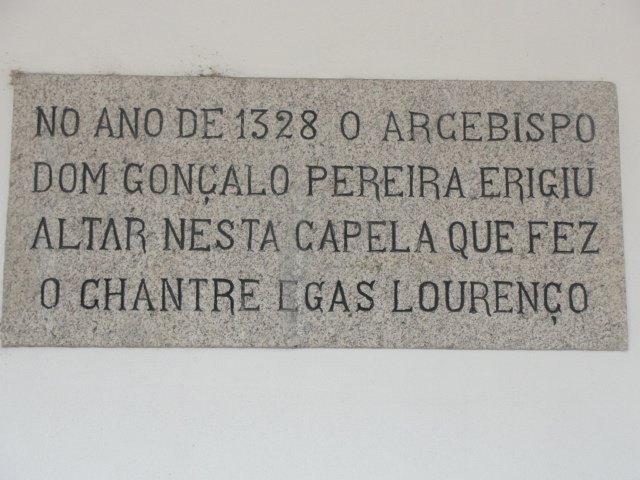 NO ANO DE 1328 O ARCEBISPO
DOM GONÇALO PEREIRA ERIGIU
ALTAR NESTA CAPELA QUE FEZ
O CHANTRE EGAS LOURENÇO